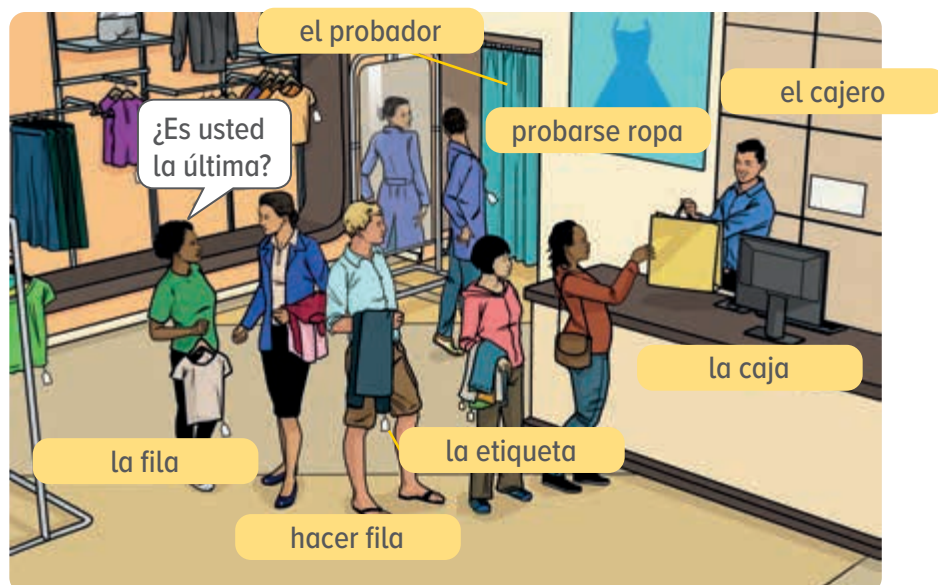 el probador
el cajero
probarse ropa
¿Es usted
la última?
la caja
la etiqueta
la fila
hacer fila